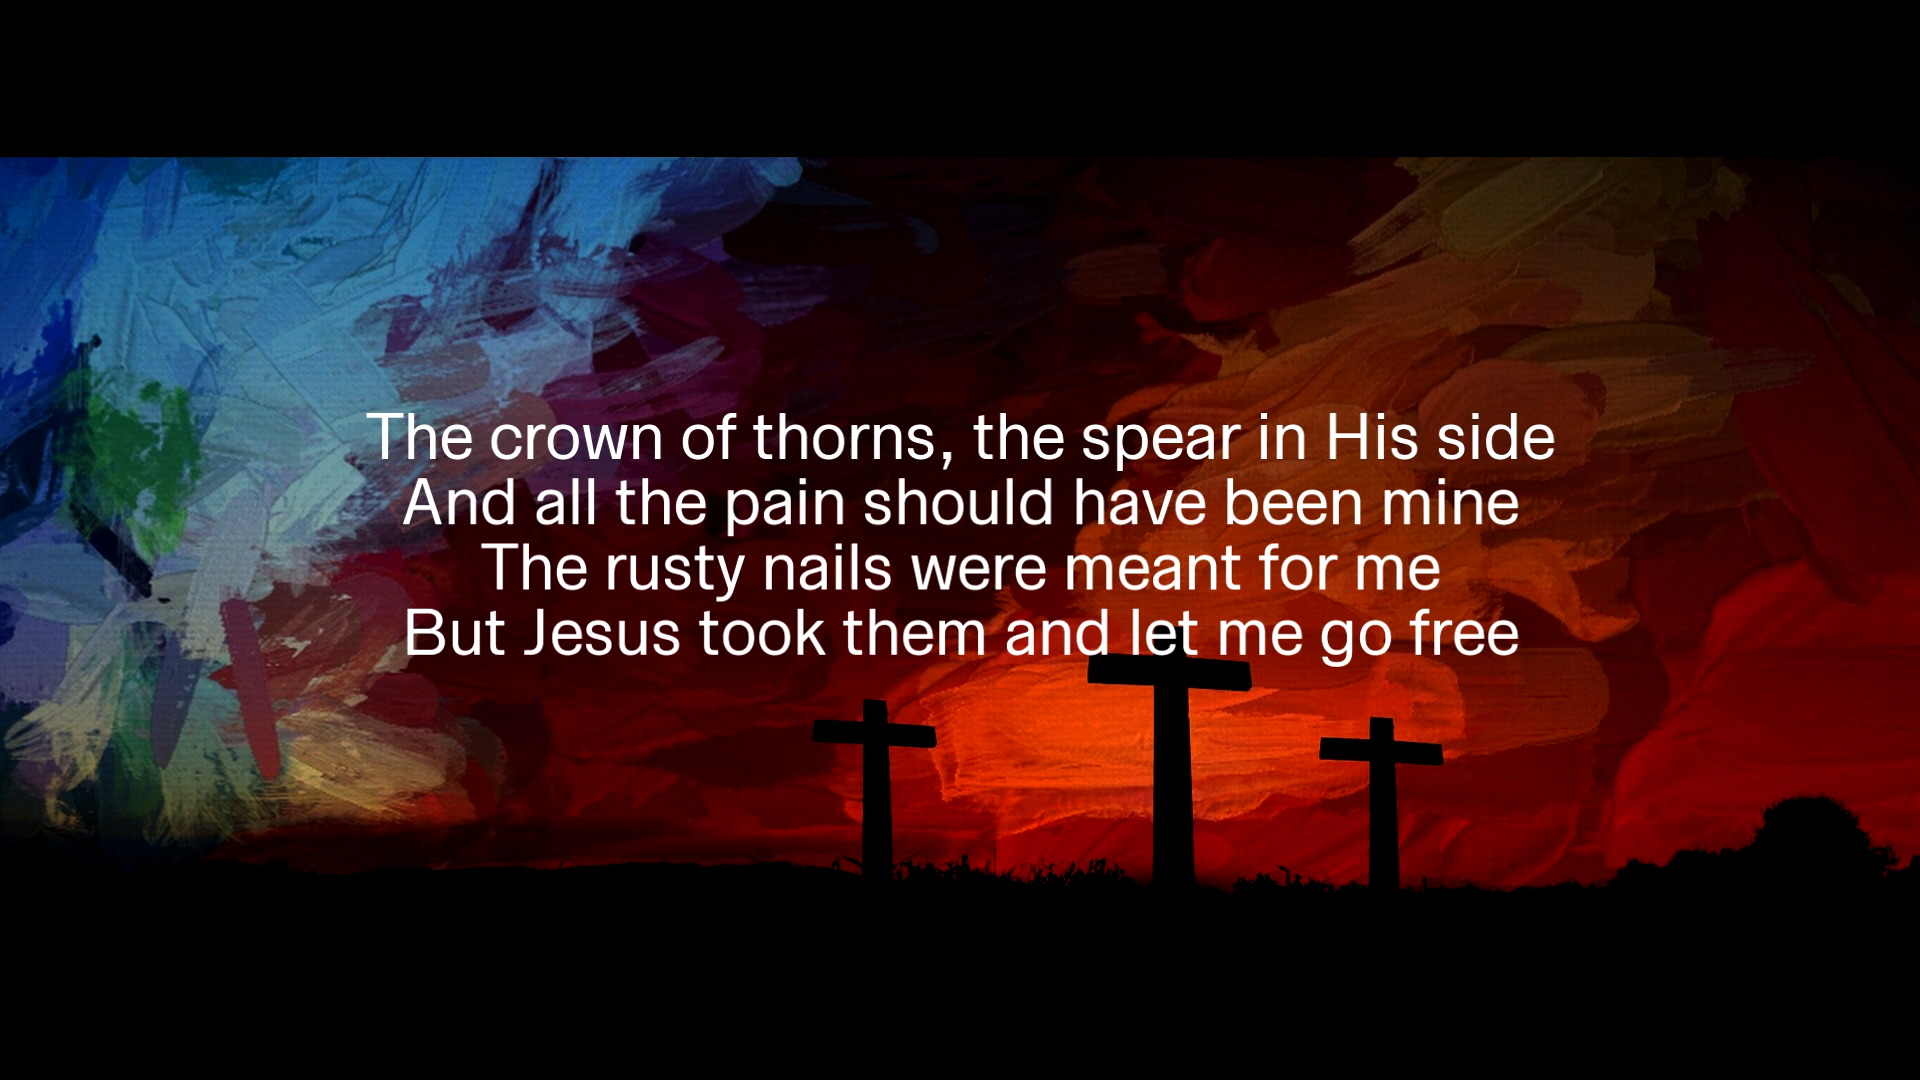 The crown of thorns, the spear in His side
And all the pain should have been mine
The rusty nails were meant for me
But Jesus took them and let me go free